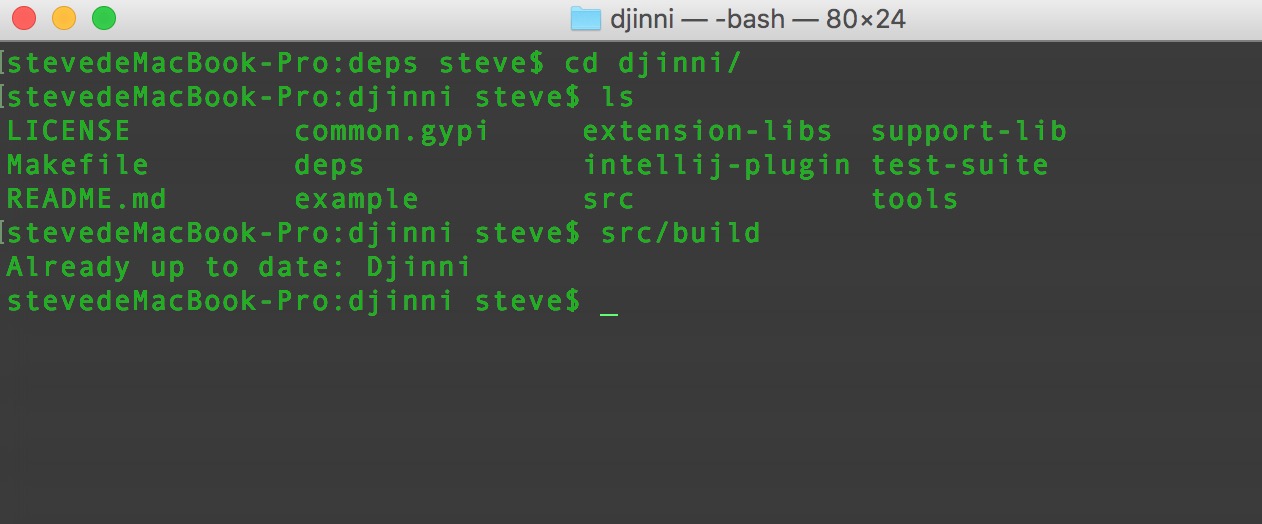 djinni — -bash — 80×24
[stevedeMacBook-Pro:deps steve$ cd djinni/
[stevedeMacBook-Pro:djinni steve$ ls
LICENSE common.gypi extension-libs support-lib
Makefile deps intellij-plugin test-suite
README.md example src tools
[stevedeMacBook-Pro:djinni steve$ src/build
Already up to date: Djinni
stevedeMacBook-Pro:djinni steve$ _